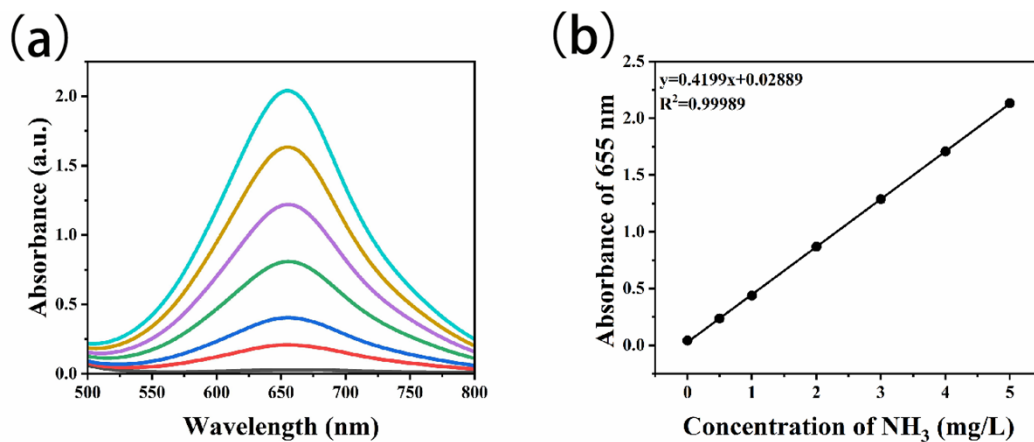 (a)
Absorbance (a.u.)
2.0
1.5
1.0
0.5
0.0
500 550 600 650 700 750 800
Wavelength (nm)
(b)
y=0.4199x+0.02889
R²=0.99989
Absorbance of 655 nm
2.5
2.0
1.5
1.0
0.5
0.0
0 1 2 3 4 5
Concentration of NH₃ (mg/L)